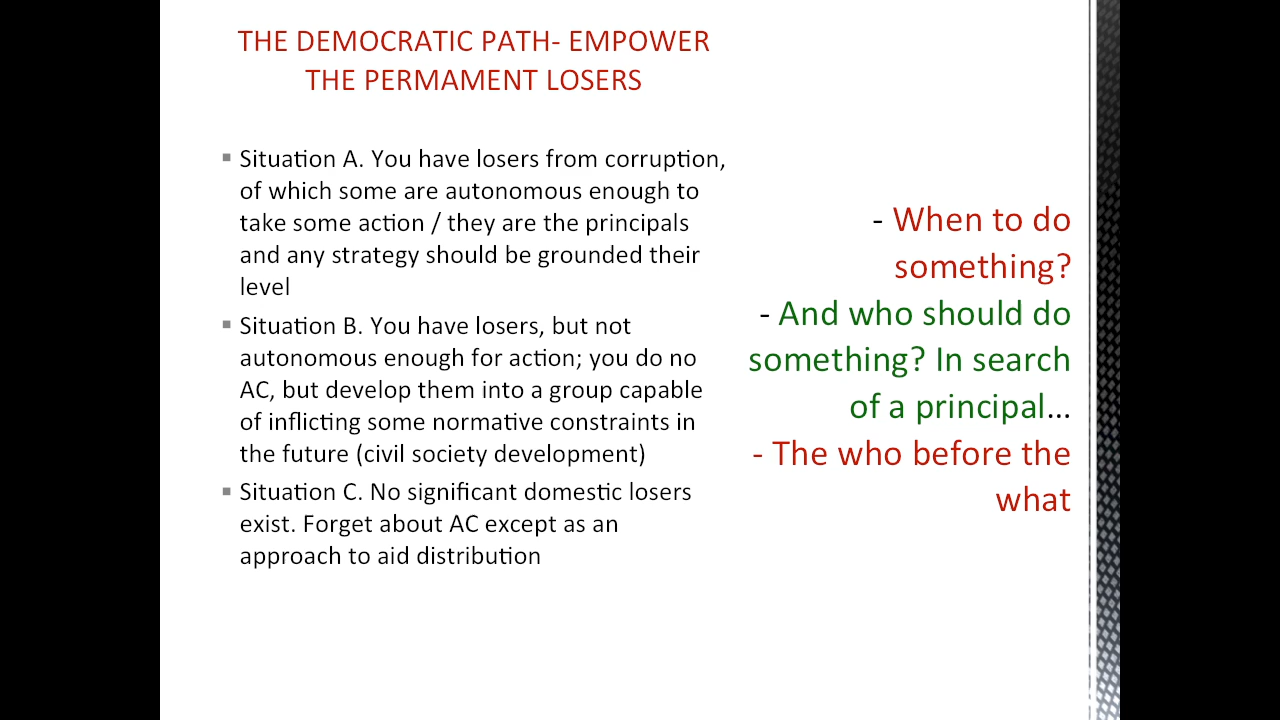 THE DEMOCRATIC PATH- EMPOWER
THE PERMAMENT LOSERS
▪ Situation A. You have losers from corruption,
of which some are autonomous enough to
take some action / they are the principals
and any strategy should be grounded their
level
▪ Situation B. You have losers, but not
autonomous enough for action; you do no
AC, but develop them into a group capable
of inflicting some normative constraints in
the future (civil society development)
▪ Situation C. No significant domestic losers
exist. Forget about AC except as an
approach to aid distribution
- When to do
something?
- And who should do
something? In search
of a principal...
- The who before the
what